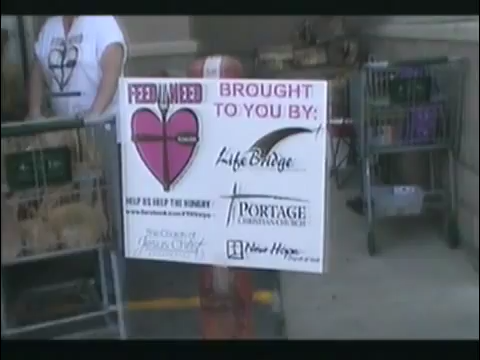 FEED NEED
BROUGHT
TO YOU BY:
LifeBridge
HELP US HELP THE HUNGRY
PORTAGE
CHRISTIAN CHURCH
The Church of
Jesus Christ
New Hope